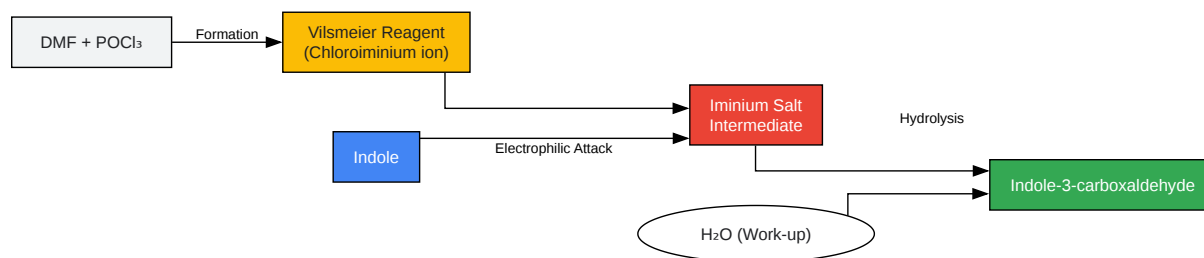 DMF + POCl₃
Formation
Vilsmeier Reagent
(Chloroiminium ion)
Indole
Electrophilic Attack
Iminium Salt
Intermediate
Hydrolysis
H₂O (Work-up)
Indole-3-carboxaldehyde